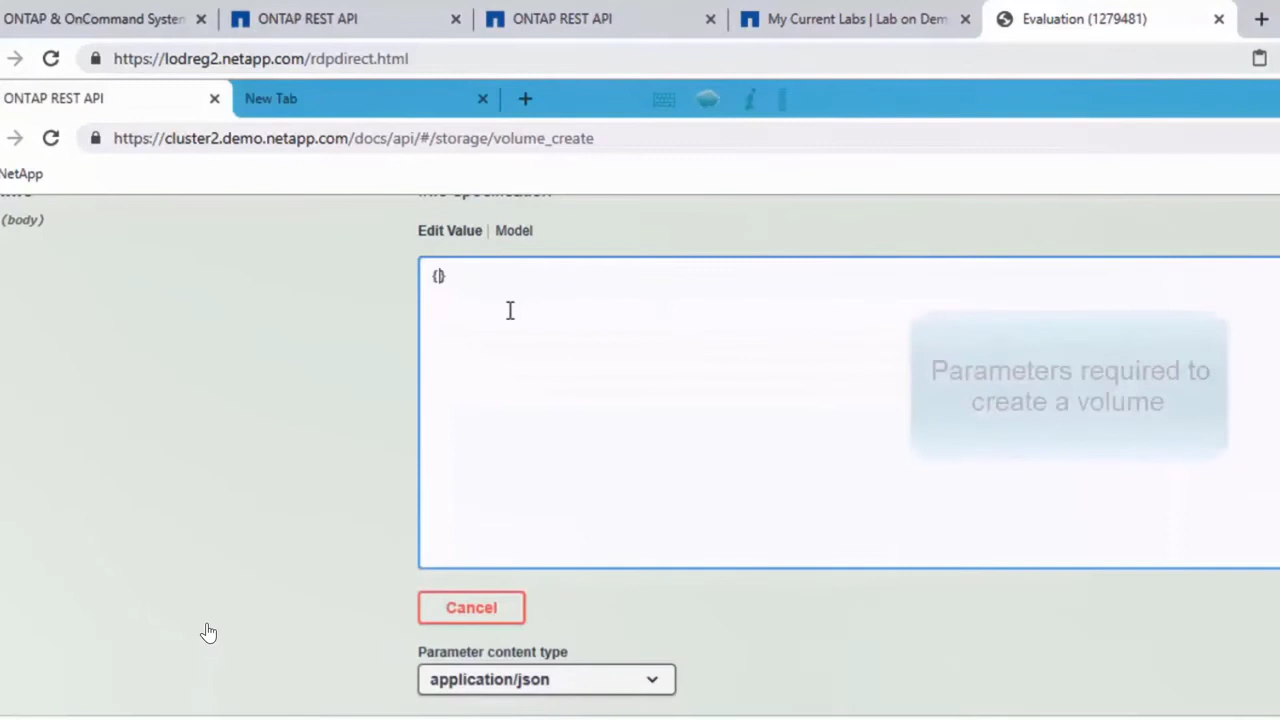 ONTAP & OnCommand System
ONTAP REST API
ONTAP REST API
My Current Labs | Lab on Dem
Evaluation (1279481)
https://lodreg2.netapp.com/rdpdirect.html
ONTAP REST API
New Tab
https://cluster2.demo.netapp.com/docs/api/#/storage/volume_create
NetApp
(body)
Edit Value | Model
{}
Parameters required to
create a volume
Cancel
Parameter content type
application/json